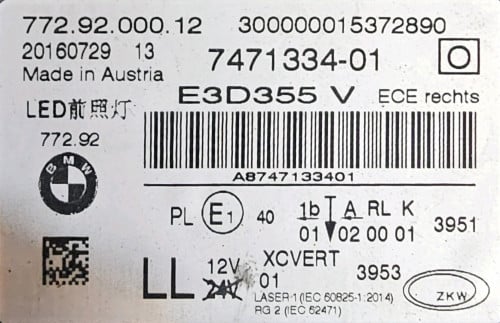 772.92.000.12 300000015372890
20160729 13 7471334-01 O
Made in Austria
E3D355 V ECE rechts
LED前照灯
772.92
BMW
A8747133401
PL E1 40 1b A RL K 3951
01 02 00 01
LL 12V XCVERT
24V 01 3953
LASER 1 (IEC 60825-1:2014)
RG 2 (IEC 62471)
ZKW